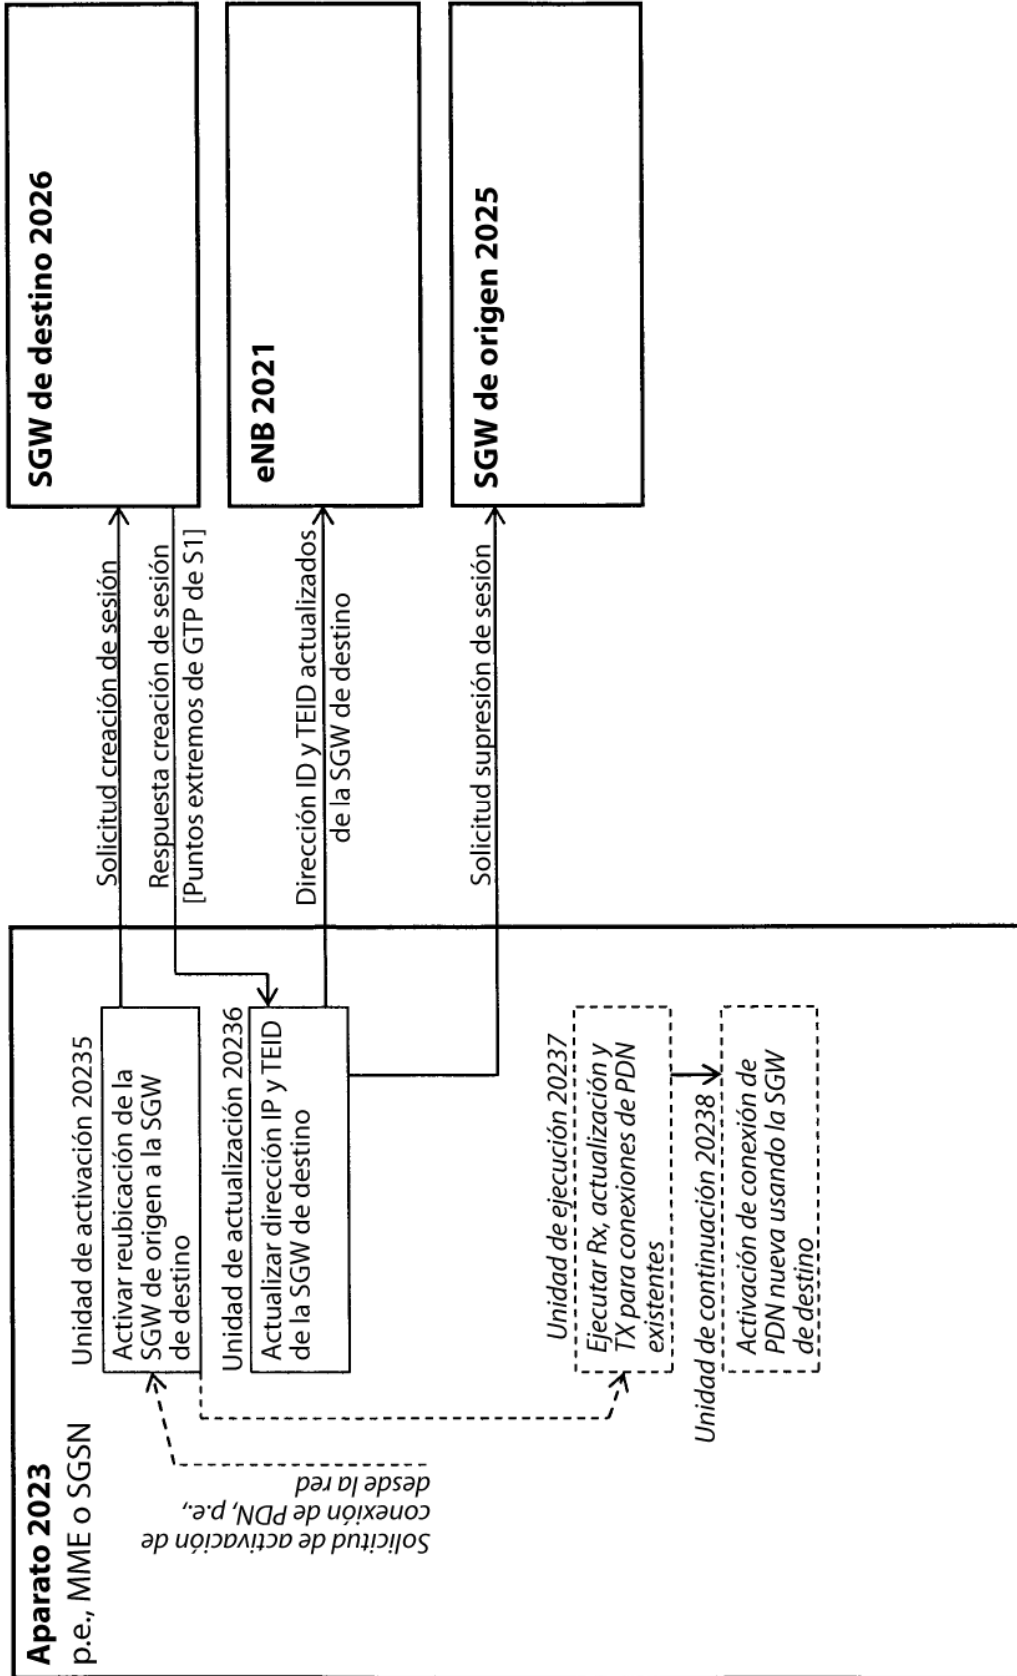 Aparato 2023
p.e., MME o SGSN
Solicitud de activación de
conexión de PDN, p.e.,
desde la red
Unidad de activación 20235
Activar reubicación de la
SGW de origen a la SGW
de destino
Unidad de actualización 20236
Actualizar dirección IP y TEID
de la SGW de destino
Unidad de ejecución 20237
Ejecutar Rx, actualización y
TX para conexiones de PDN
existentes
Unidad de continuación 20238
Activación de conexión de
PDN nueva usando la SGW
de destino
Solicitud creación de sesión
Respuesta creación de sesión
[Puntos extremos de GTP de S1]
Dirección ID y TEID actualizados
de la SGW de destino
Solicitud supresión de sesión
SGW de destino 2026
eNB 2021
SGW de origen 2025